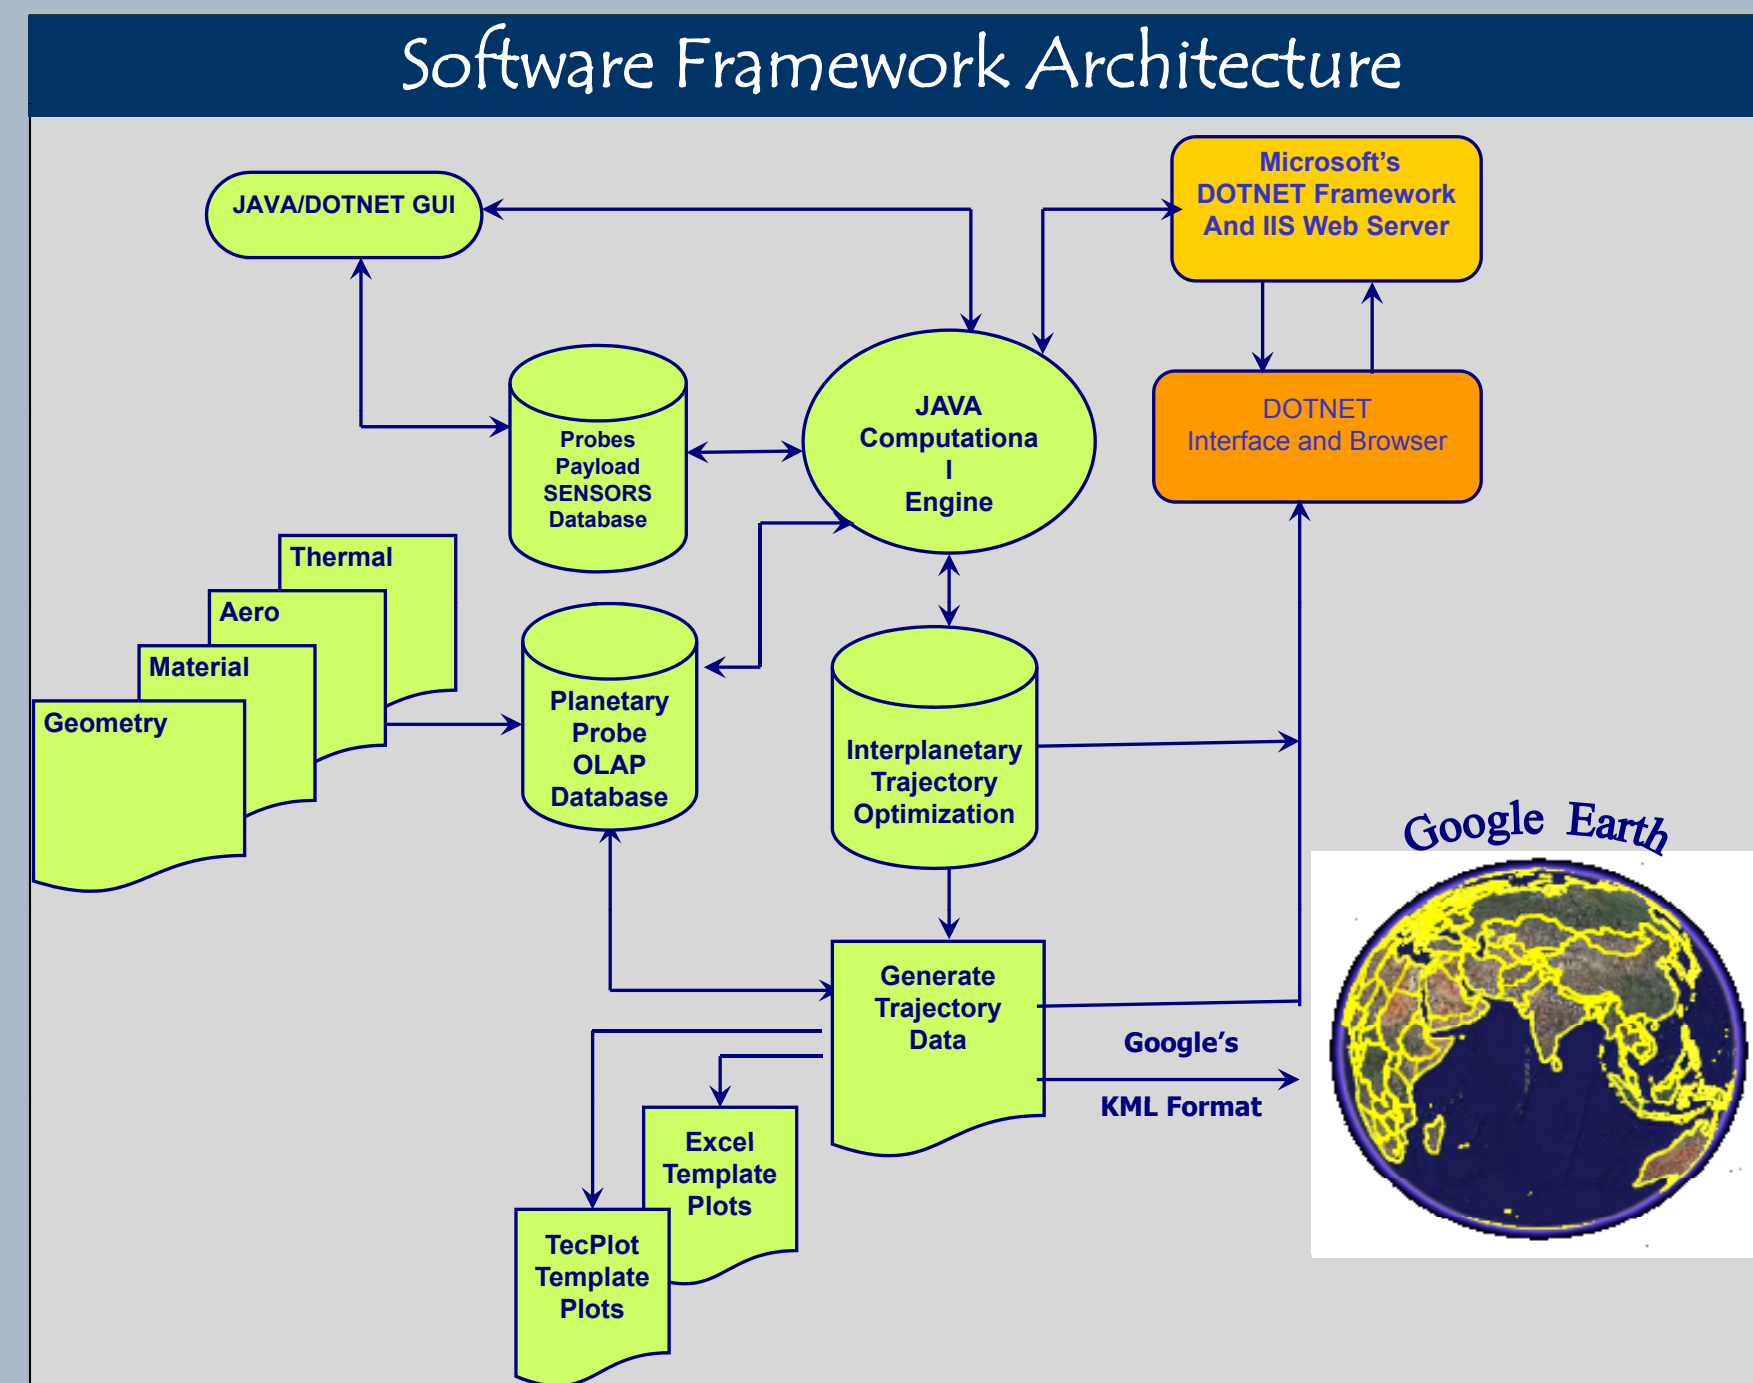 Software Framework Architecture
JAVA/DOTNET GUI
Microsoft’s
DOTNET Framework
And IIS Web Server
DOTNET
Interface and Browser
JAVA
Computationa
l
Engine
Probes
Payload
SENSORS
Database
Thermal
Aero
Material
Geometry
Planetary
Probe
OLAP
Database
Interplanetary
Trajectory
Optimization
Google Earth
Generate
Trajectory
Data
Google’s
KML Format
Excel
Template
Plots
TecPlot
Template
Plots